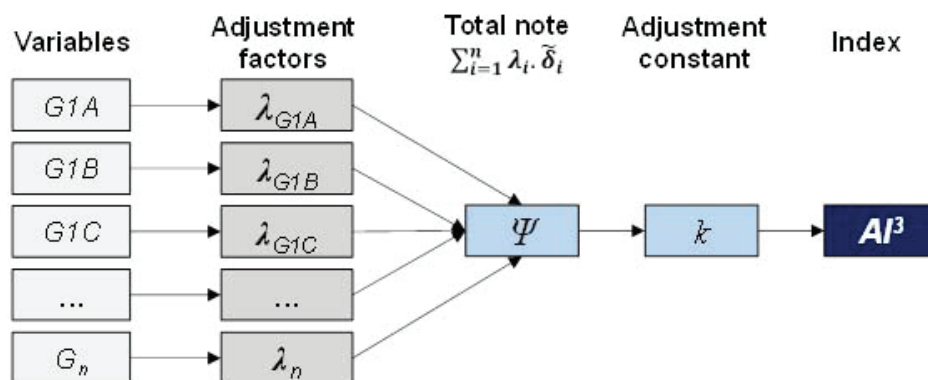 Variables
Adjustment
factors
Total note
∑ⁿᵢ₌₁ λᵢ. δ̃ᵢ
Adjustment
constant
Index
G1A
λG1A
G1B
λG1B
G1C
λG1C
Ψ
k
AI³
...
...
Gn
λn